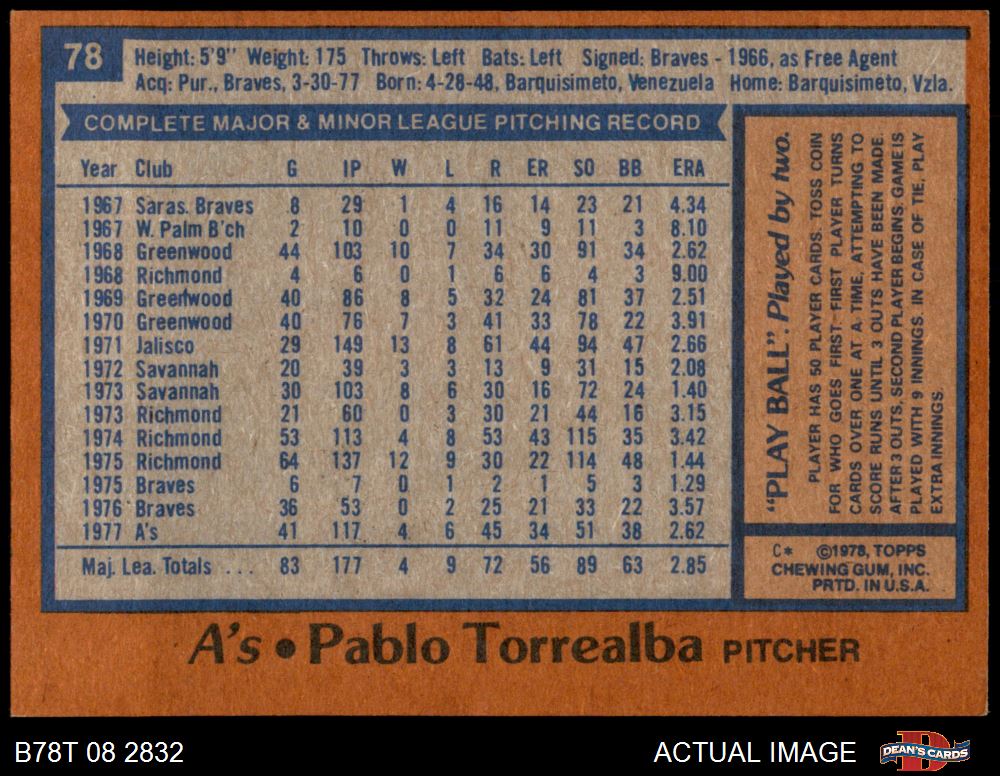 78
Height: 5'9" Weight: 175 Throws: Left Bats: Left Signed: Braves - 1966, as Free Agent
Acq: Pur., Braves, 3-30-77 Born: 4-28-48, Barquisimeto, Venezuela Home: Barquisimeto, Vzla.
COMPLETE MAJOR & MINOR LEAGUE PITCHING RECORD
Year Club G IP W L R ER SO BB ERA
1967 Saras. Braves 8 29 1 4 16 14 23 21 4.34
1967 W. Palm B'ch 2 10 0 0 11 9 11 3 8.10
1968 Greenwood 44 103 10 7 34 30 91 34 2.62
1968 Richmond 4 6 0 1 6 6 4 3 9.00
1969 Greenwood 40 86 8 5 32 24 81 37 2.51
1970 Greenwood 40 76 7 3 41 33 78 22 3.91
1971 Jalisco 29 149 13 8 61 44 94 47 2.66
1972 Savannah 20 39 3 3 13 9 31 15 2.08
1973 Savannah 30 103 8 6 30 16 72 24 1.40
1973 Richmond 21 60 0 3 30 21 44 16 3.15
1974 Richmond 53 113 4 8 53 43 115 35 3.42
1975 Richmond 64 137 12 9 30 22 114 48 1.44
1975 Braves 6 7 0 1 2 1 5 3 1.29
1976 Braves 36 53 0 2 25 21 33 22 3.57
1977 A's 41 117 4 6 45 34 51 38 2.62
Maj. Lea. Totals ... 83 177 4 9 72 56 89 63 2.85
"PLAY BALL". Played by two.
PLAYER HAS 50 PLAYER CARDS. TOSS COIN
FOR WHO GOES FIRST. FIRST PLAYER TURNS
CARDS OVER ONE AT A TIME, ATTEMPTING TO
SCORE RUNS UNTIL 3 OUTS HAVE BEEN MADE.
AFTER 3 OUTS, SECOND PLAYER BEGINS. GAME IS
PLAYED WITH 9 INNINGS. IN CASE OF TIE, PLAY
EXTRA INNINGS.
C* ©1978, TOPPS
CHEWING GUM, INC.
PRTD. IN U.S.A.
A's • Pablo Torrealba PITCHER
B78T 08 2832
ACTUAL IMAGE
D
DEAN'S CARDS